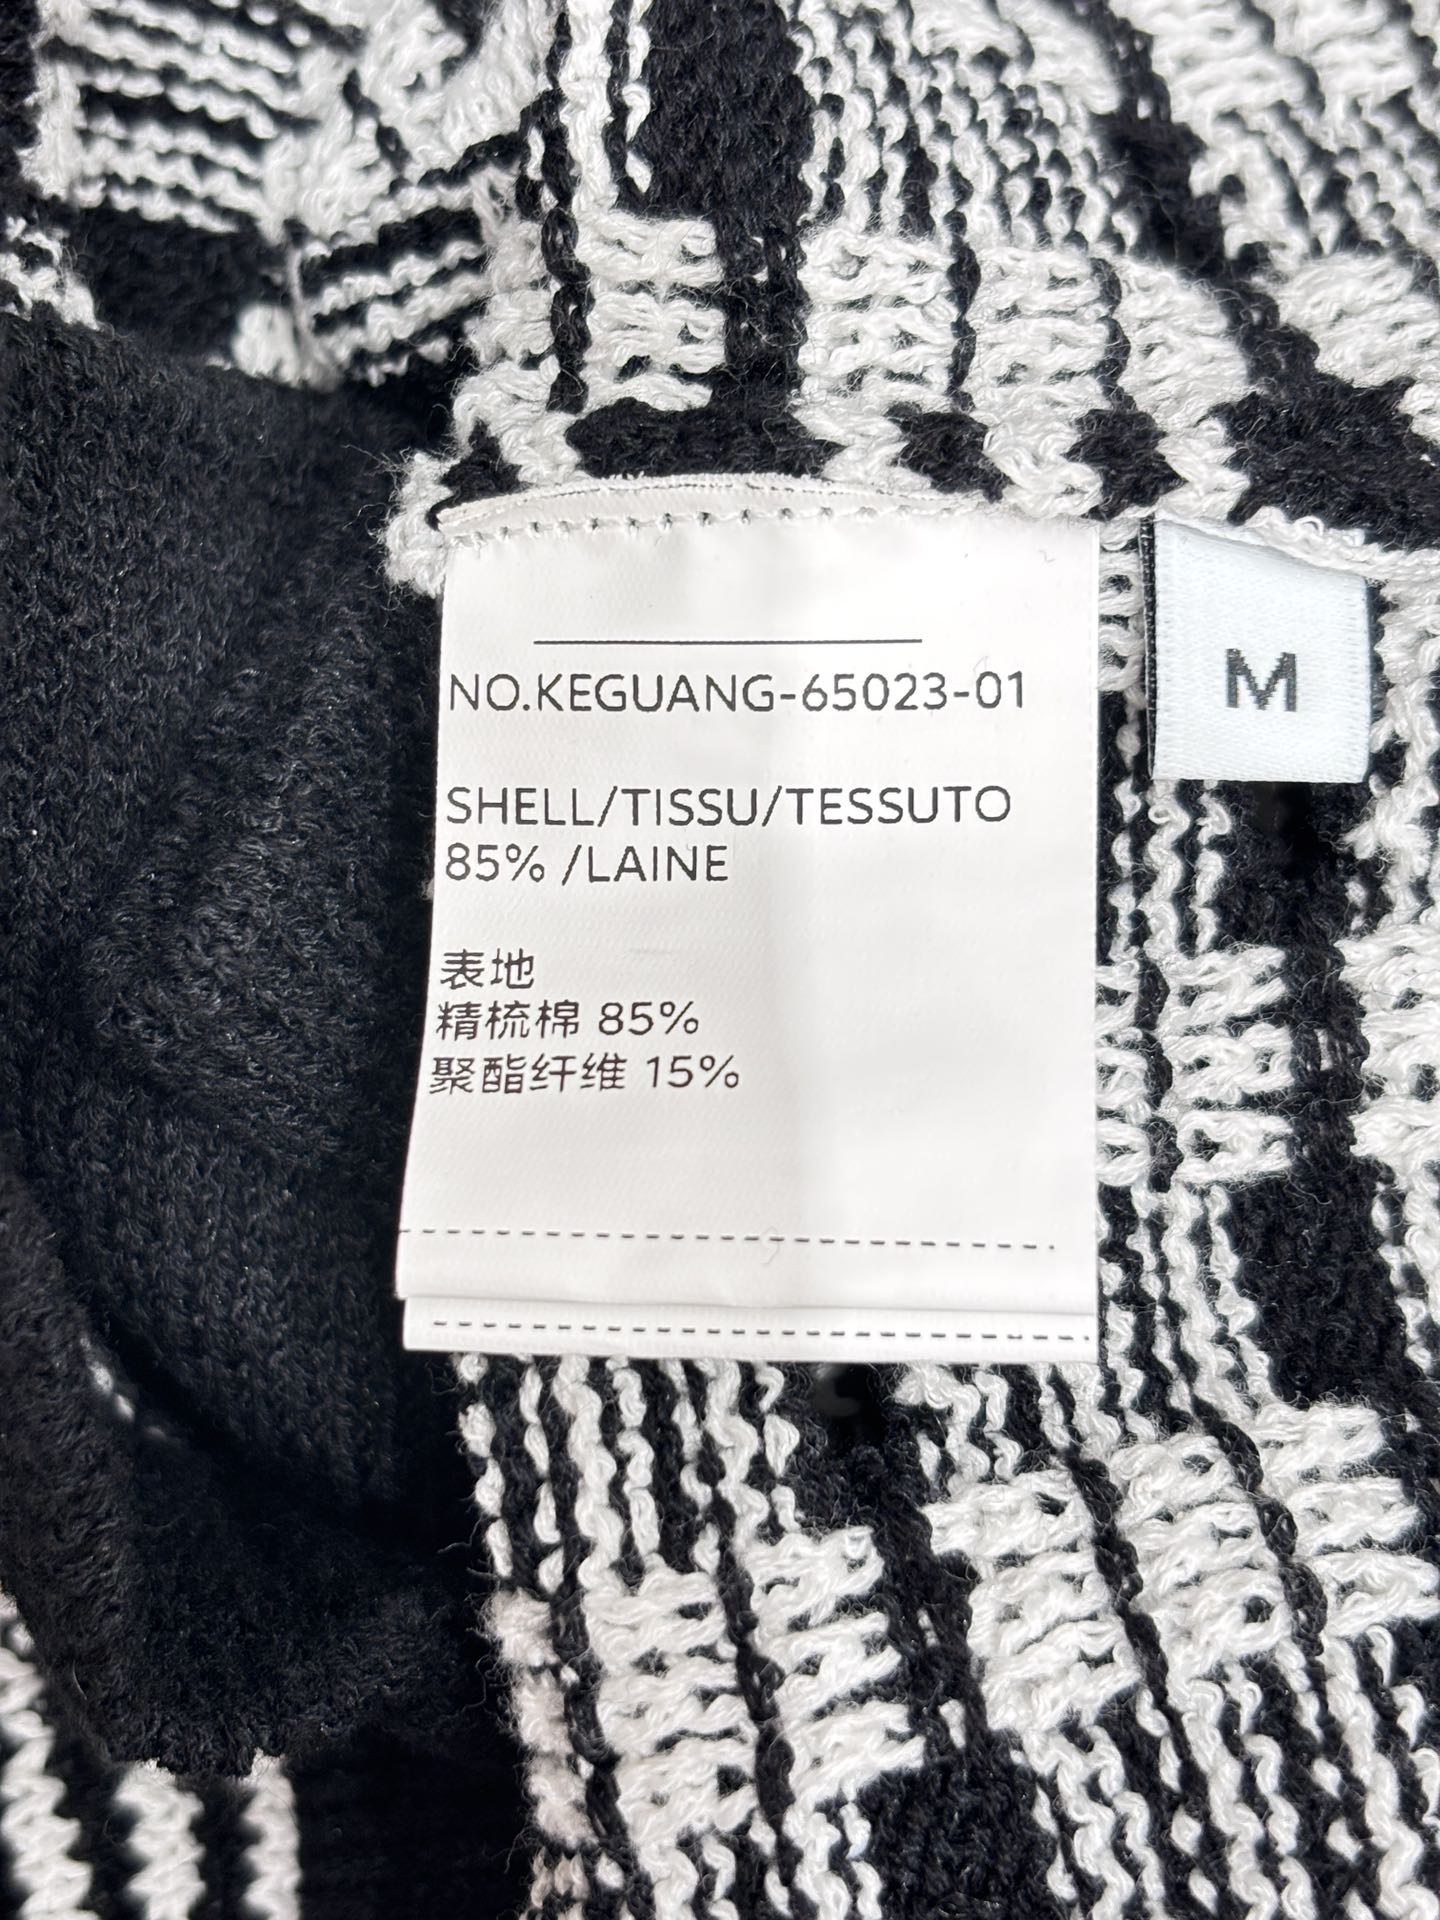 NO.KEGUANG-65023-01
M
SHELL/TISSU/TESSUTO
85% /LAINE
表地
精梳棉 85%
聚酯纤维 15%